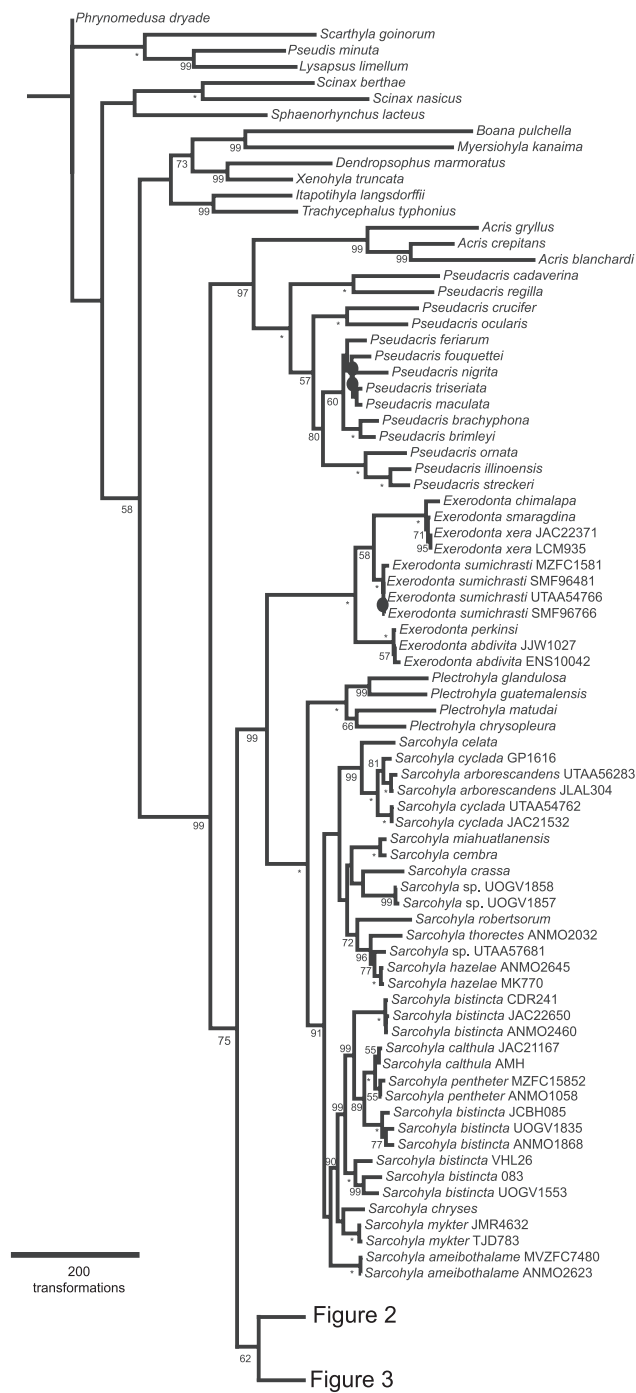 Phrynomedusa dryade
Scarthyla goinorum
*
Pseudis minuta
99
Lysapsus limellum
Scinax berthae
*
Scinax nasicus
Sphaenorhynchus lacteus
Boana pulchella
99
Myersiohyla kanaima
73
Dendropsophus marmoratus
99
Xenohyla truncata
Itapotihyla langsdorffii
99
Trachycephalus typhonius
Acris gryllus
99
Acris crepitans
99
Acris blanchardi
97
Pseudacris cadaverina
*
Pseudacris regilla
Pseudacris crucifer
*
Pseudacris ocularis
*
Pseudacris feriarum
Pseudacris fouquettei
57
Pseudacris nigrita
Pseudacris triseriata
60
Pseudacris maculata
Pseudacris brachyphona
*
Pseudacris brimleyi
80
Pseudacris ornata
*
Pseudacris illinoensis
*
Pseudacris streckeri
58
Exerodonta chimalapa
*
Exerodonta smaragdina
71
Exerodonta xera JAC22371
95
Exerodonta xera LCM935
58
Exerodonta sumichrasti MZFC1581
*
Exerodonta sumichrasti SMF96481
Exerodonta sumichrasti UTAA54766
*
Exerodonta sumichrasti SMF96766
Exerodonta perkinsi
*
Exerodonta abdivita JJW1027
57
Exerodonta abdivita ENS10042
Plectrohyla glandulosa
99
Plectrohyla guatemalensis
*
Plectrohyla matudai
66
Plectrohyla chrysopleura
99
Sarcohyla celata
Sarcohyla cyclada GP1616
81
99
Sarcohyla arborescandens UTAA56283
*
Sarcohyla arborescandens JLAL304
*
Sarcohyla cyclada UTAA54762
*
Sarcohyla cyclada JAC21532
99
Sarcohyla miahuatlanensis
*
Sarcohyla cembra
*
Sarcohyla crassa
Sarcohyla sp. UOGV1858
99
Sarcohyla sp. UOGV1857
Sarcohyla robertsorum
72
Sarcohyla thorectes ANMO2032
96
Sarcohyla sp. UTAA57681
77
Sarcohyla hazelae ANMO2645
*
Sarcohyla hazelae MK770
Sarcohyla bistincta CDR241
*
Sarcohyla bistincta JAC22650
91
Sarcohyla bistincta ANMO2460
75
99
55
Sarcohyla calthula JAC21167
Sarcohyla calthula AMH
*
Sarcohyla pentheter MZFC15852
55
Sarcohyla pentheter ANMO1058
89
99
Sarcohyla bistincta JCBH085
*
Sarcohyla bistincta UOGV1835
77
Sarcohyla bistincta ANMO1868
90
Sarcohyla bistincta VHL26
*
Sarcohyla bistincta 083
99
Sarcohyla bistincta UOGV1553
Sarcohyla chryses
Sarcohyla mykter JMR4632
*
Sarcohyla mykter TJD783
Sarcohyla ameibothalame MVZFC7480
*
Sarcohyla ameibothalame ANMO2623
200
transformations
Figure 2
62
Figure 3